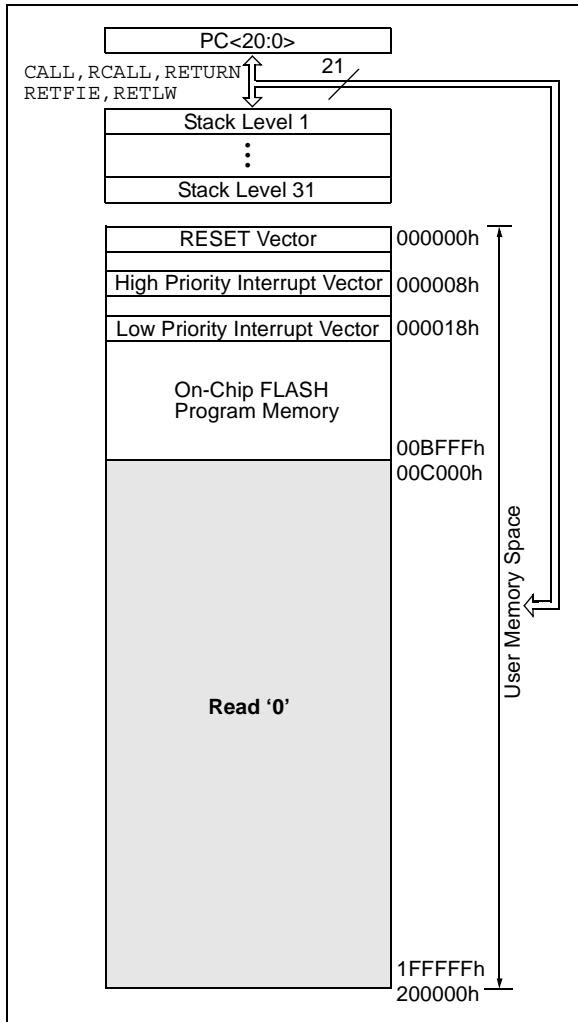 PC<20:0>
CALL,RCALL,RETURN
RETFIE,RETLW
21
Stack Level 1
Stack Level 31
RESET Vector
000000h
High Priority Interrupt Vector
000008h
Low Priority Interrupt Vector
000018h
On-Chip FLASH
Program Memory
00BFFFh
00C000h
User Memory Space
Read ‘0’
1FFFFFh
200000h